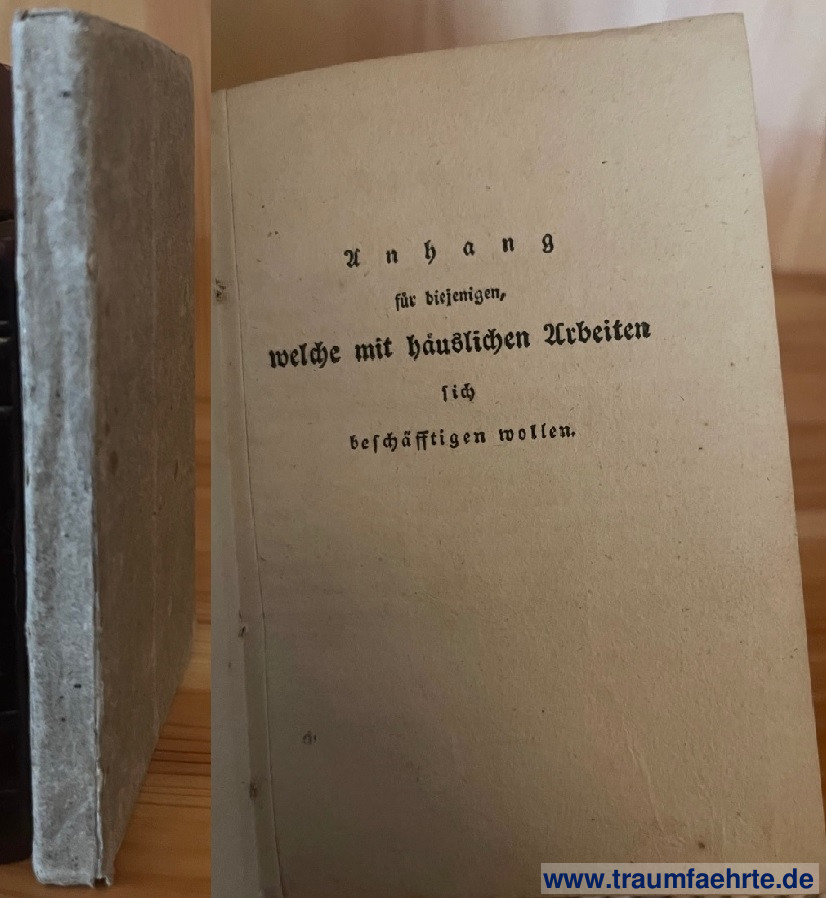 Anhang
für diejenigen,
welche mit häuslichen Arbeiten
sich
beschäfftigen wollen.
www.traumfaehrte.de